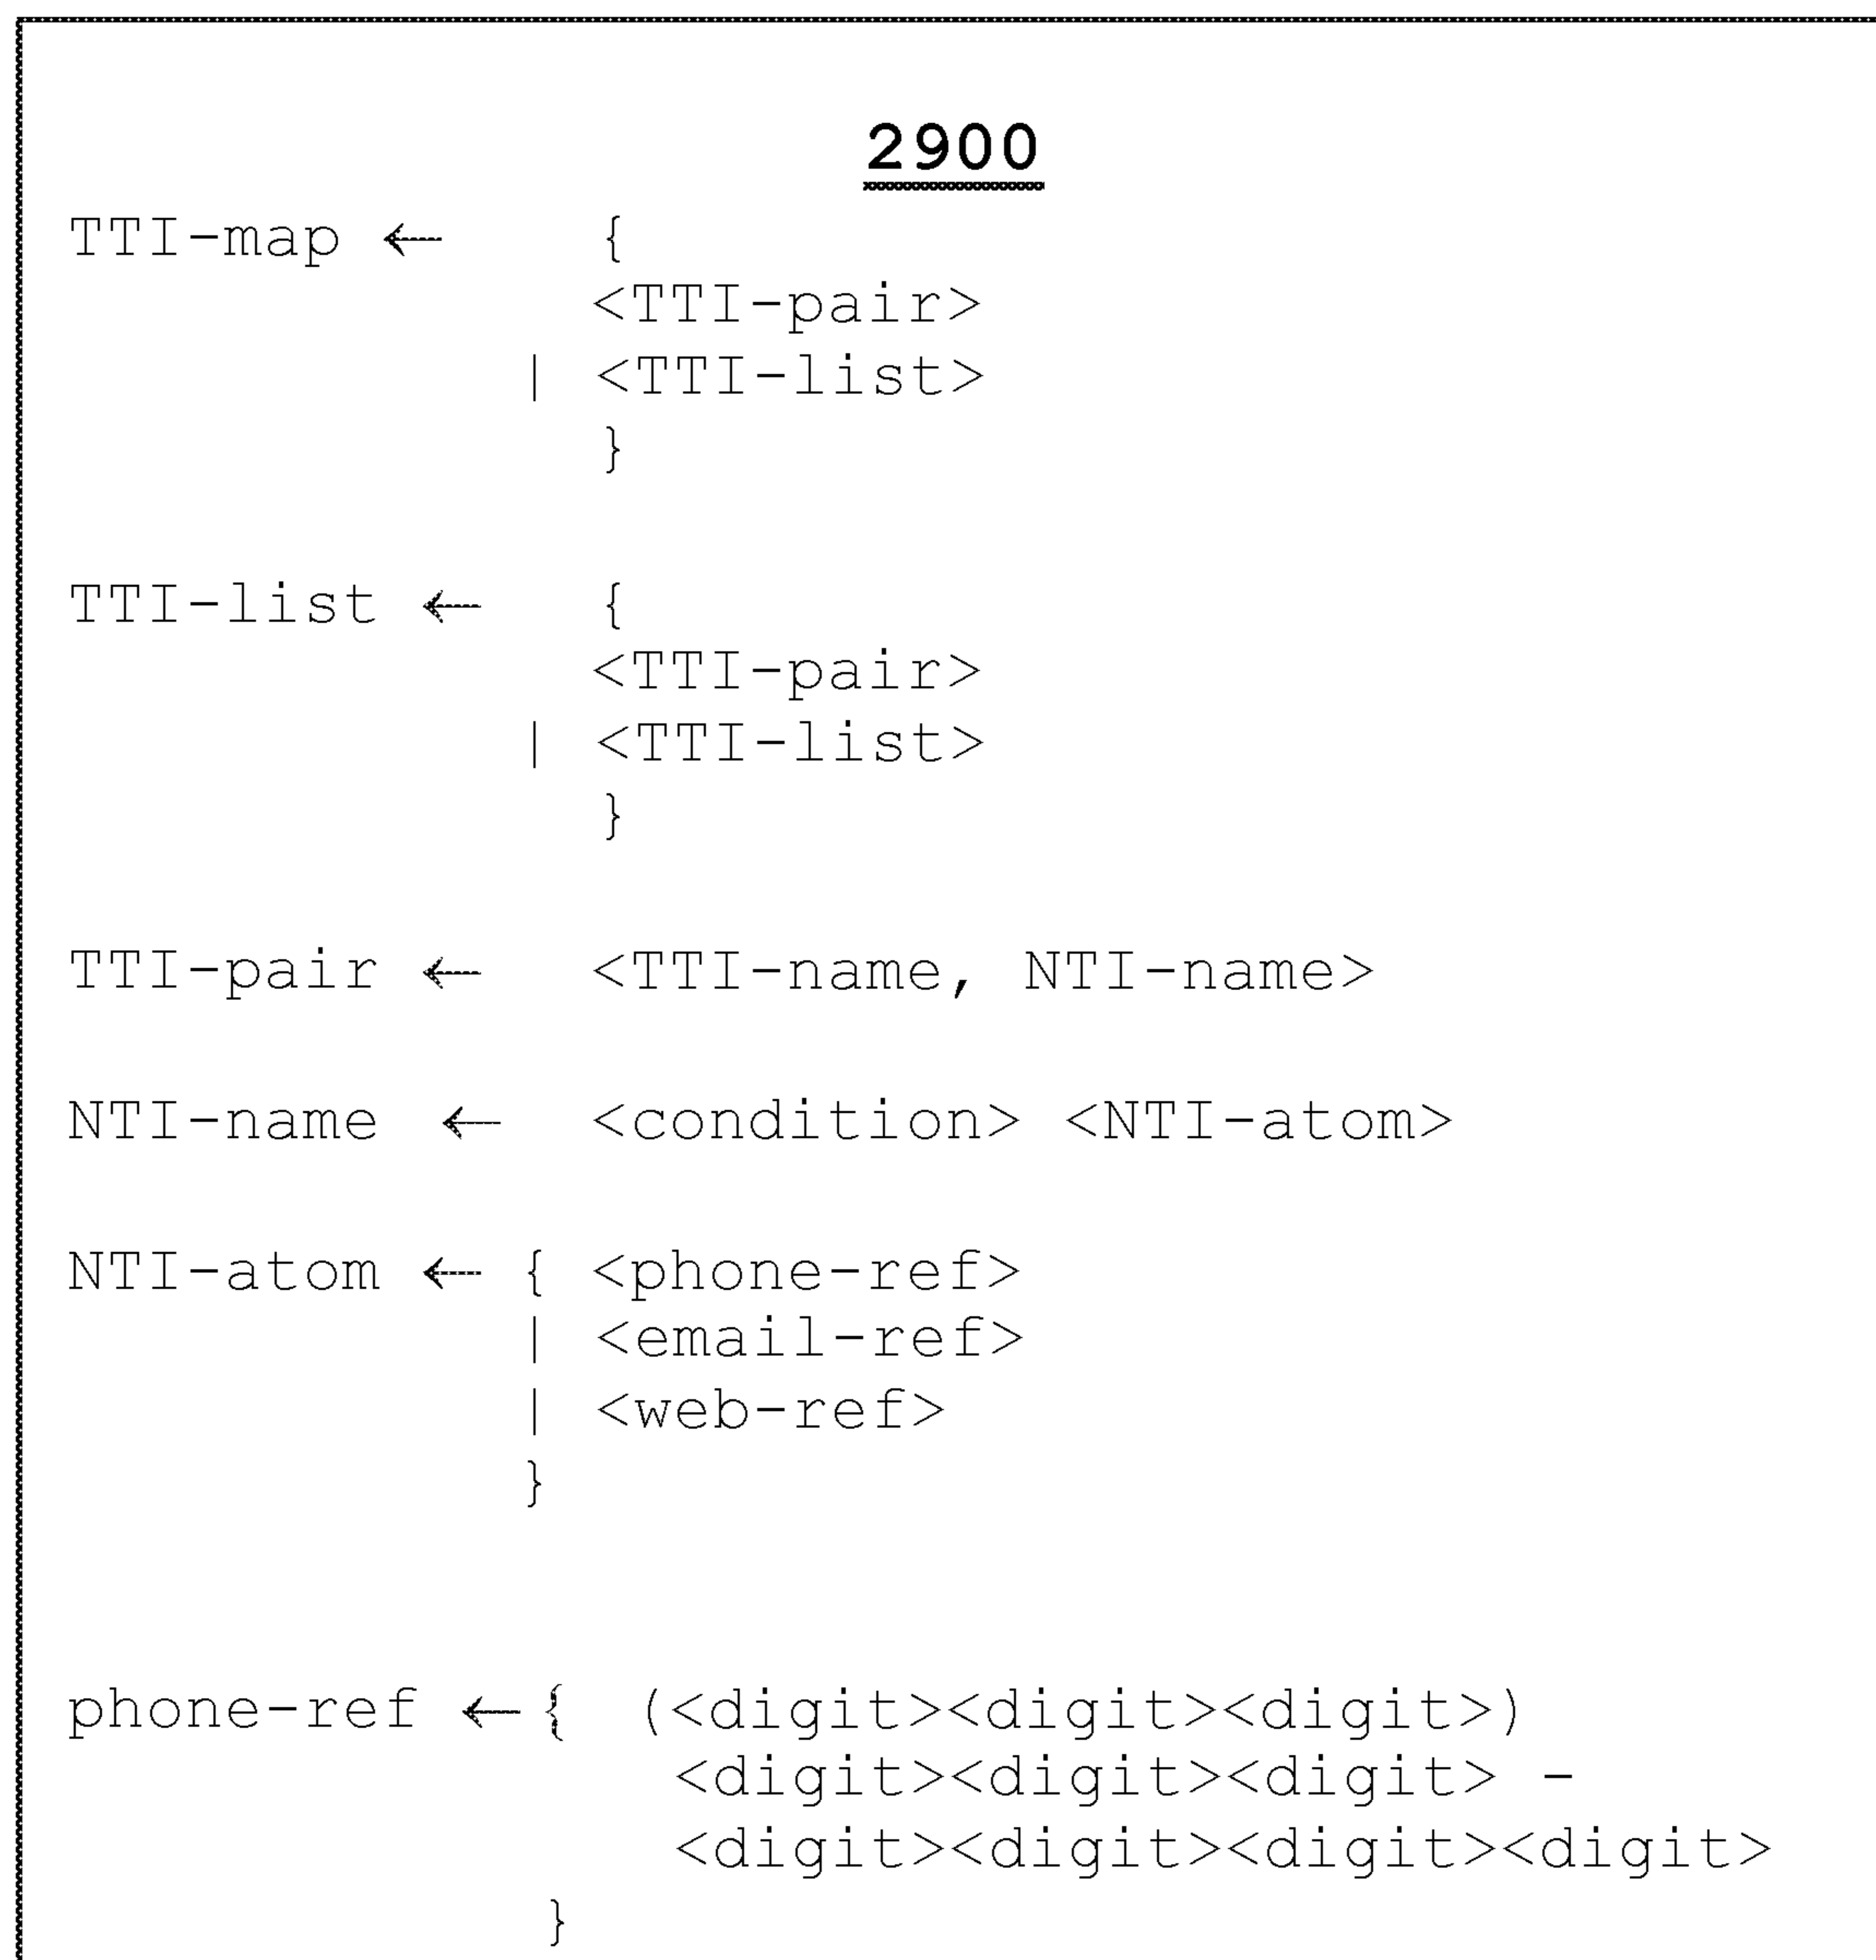 2900
TTI-map ← {
<TTI-pair>
| <TTI-list>
}
TTI-list ← {
<TTI-pair>
| <TTI-list>
}
TTI-pair ← <TTI-name, NTI-name>
NTI-name ← <condition> <NTI-atom>
NTI-atom ← { <phone-ref>
| <email-ref>
| <web-ref>
}
phone-ref ← { (<digit><digit><digit>)
<digit><digit><digit> -
<digit><digit><digit><digit>
}